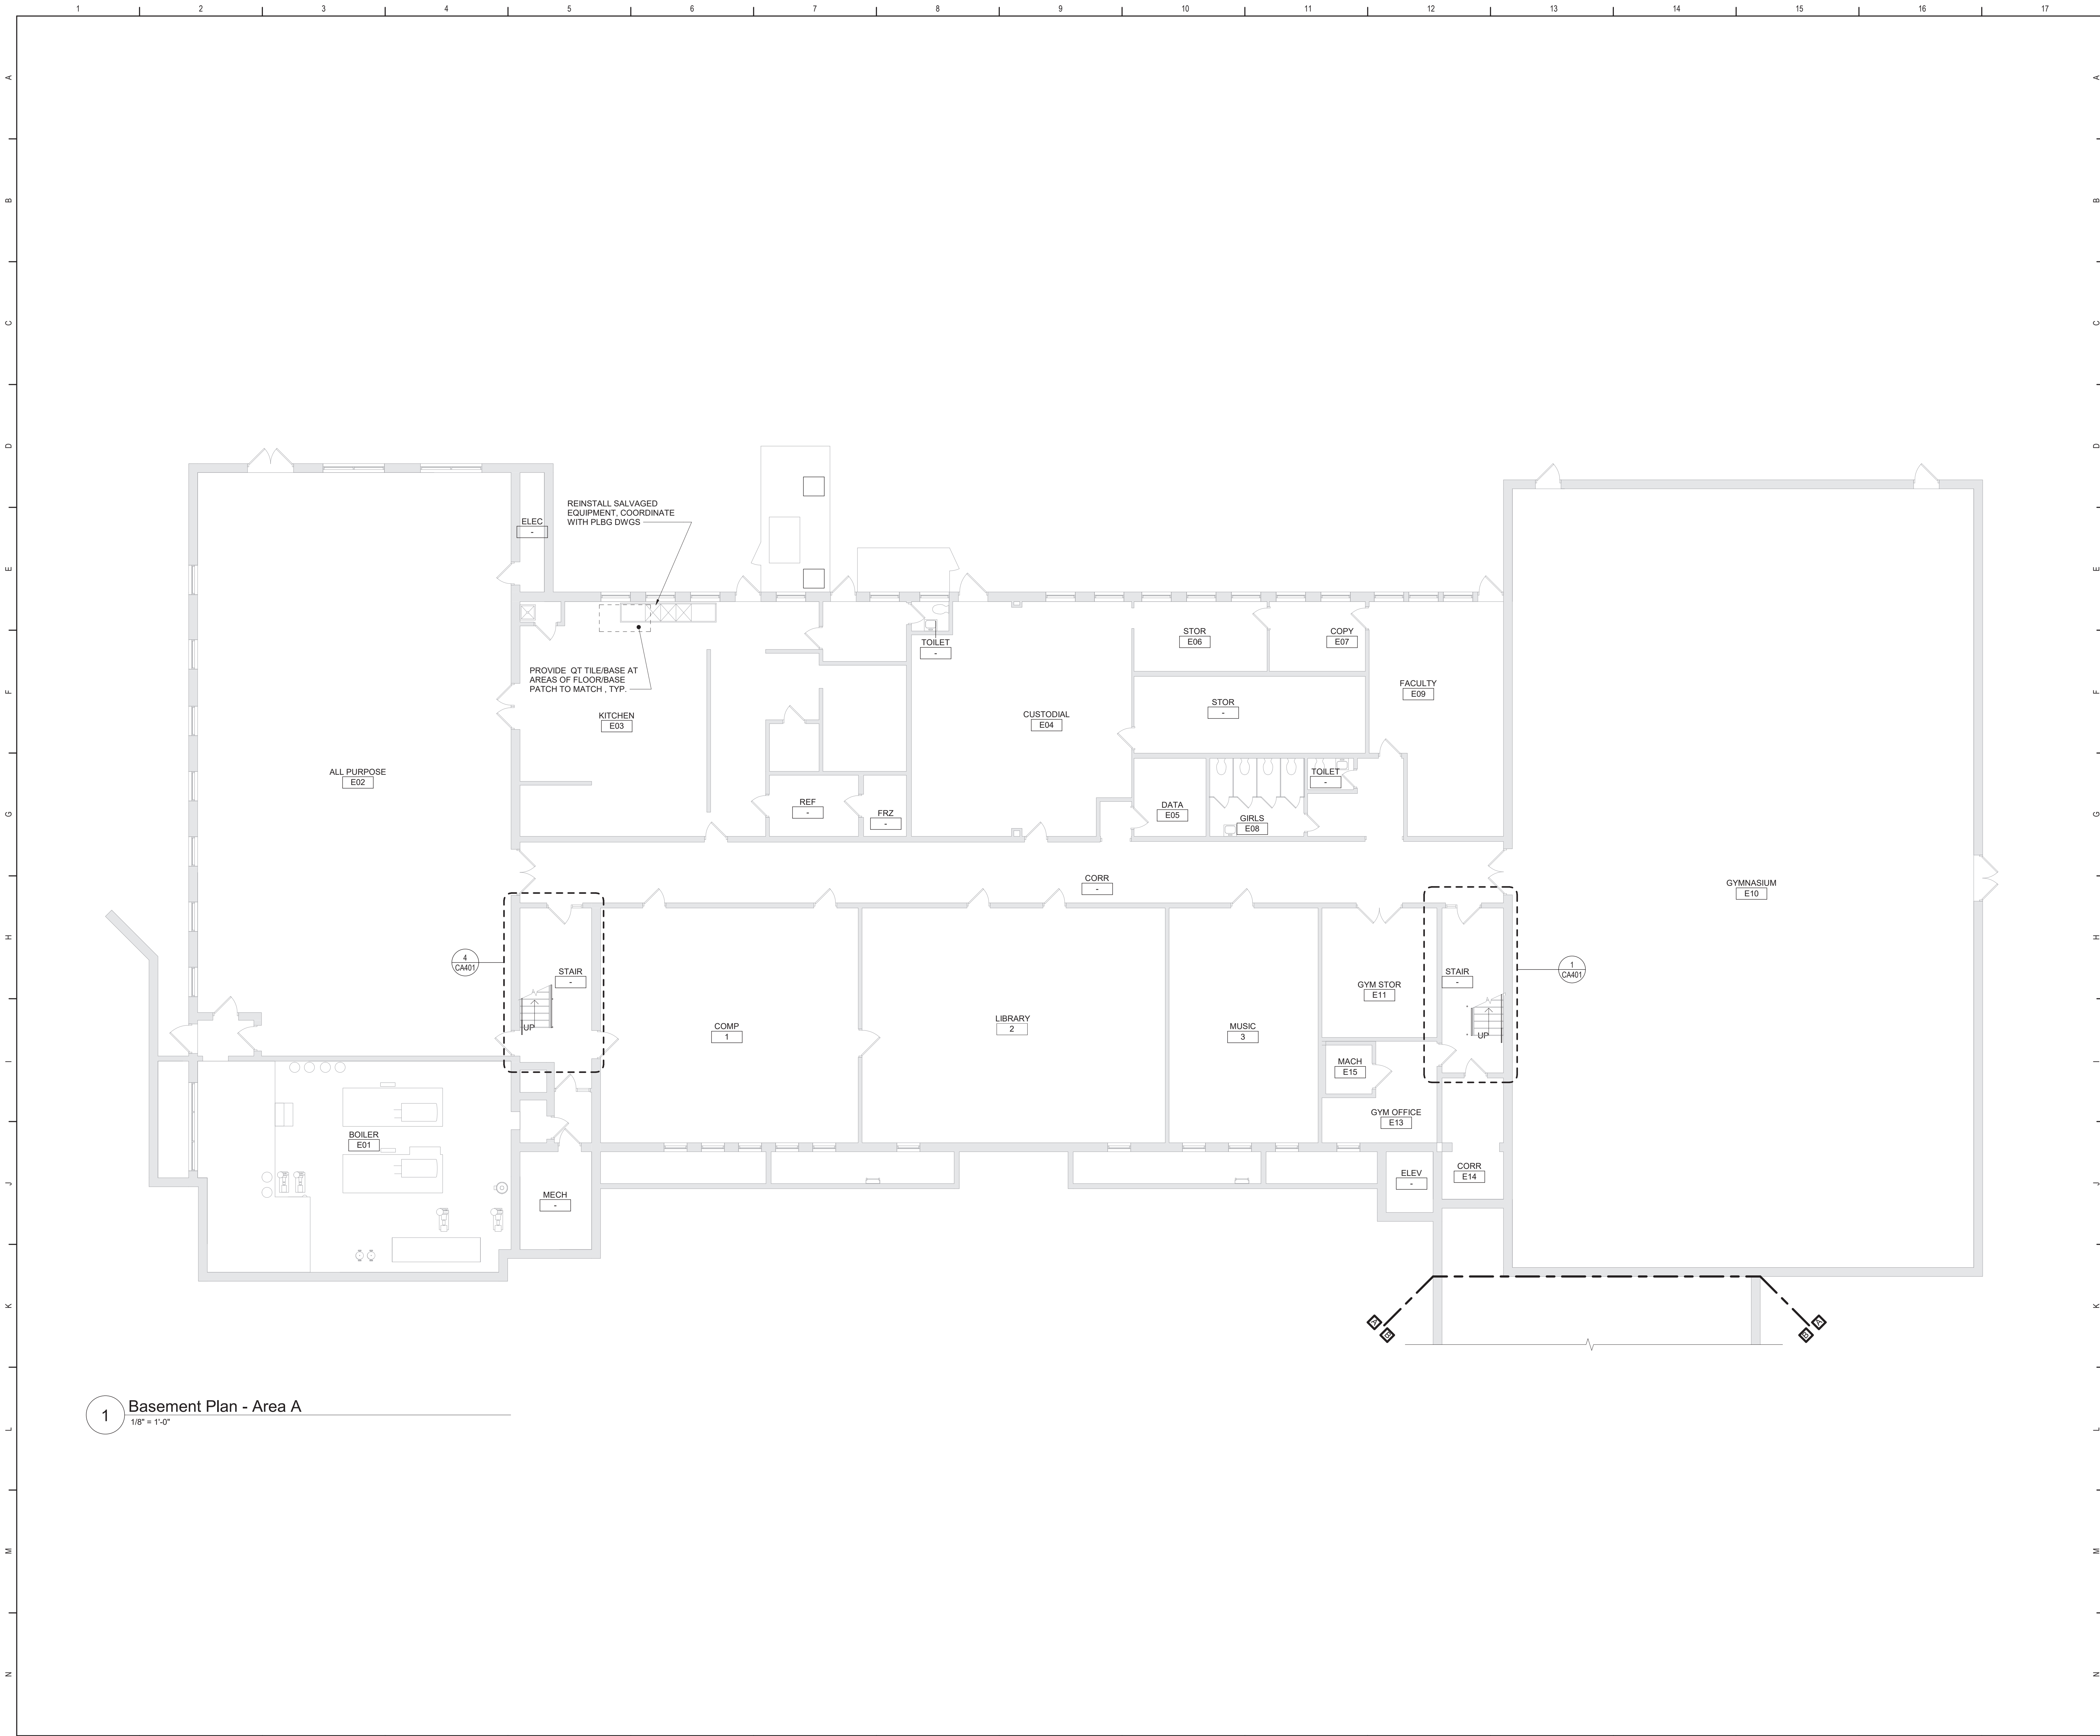 1 2 3 4 5 6 7 8 9 10 11 12 13 14 15 16 17
A A
B B
C C
D D
E E
F F
G G
H H
I I
J J
K K
L L
M M
N N
REINSTALL SALVAGED
EQUIPMENT, COORDINATE
WITH PLBG DWGS
ELEC
-
TOILET
-
STOR
E06
COPY
E07
PROVIDE QT TILE/BASE AT
AREAS OF FLOOR/BASE
PATCH TO MATCH , TYP.
KITCHEN
E03
CUSTODIAL
E04
STOR
-
FACULTY
E09
ALL PURPOSE
E02
REF
-
FRZ
-
DATA
E05
GIRLS
E08
TOILET
-
CORR
-
GYMNASIUM
E10
4
CA401
STAIR
-
UP
COMP
1
LIBRARY
2
MUSIC
3
GYM STOR
E11
STAIR
-
UP
1
CA401
MACH
E15
GYM OFFICE
E13
BOILER
E01
MECH
-
ELEV
-
CORR
E14
A
B
A
B
1
Basement Plan - Area A
1/8" = 1'-0"